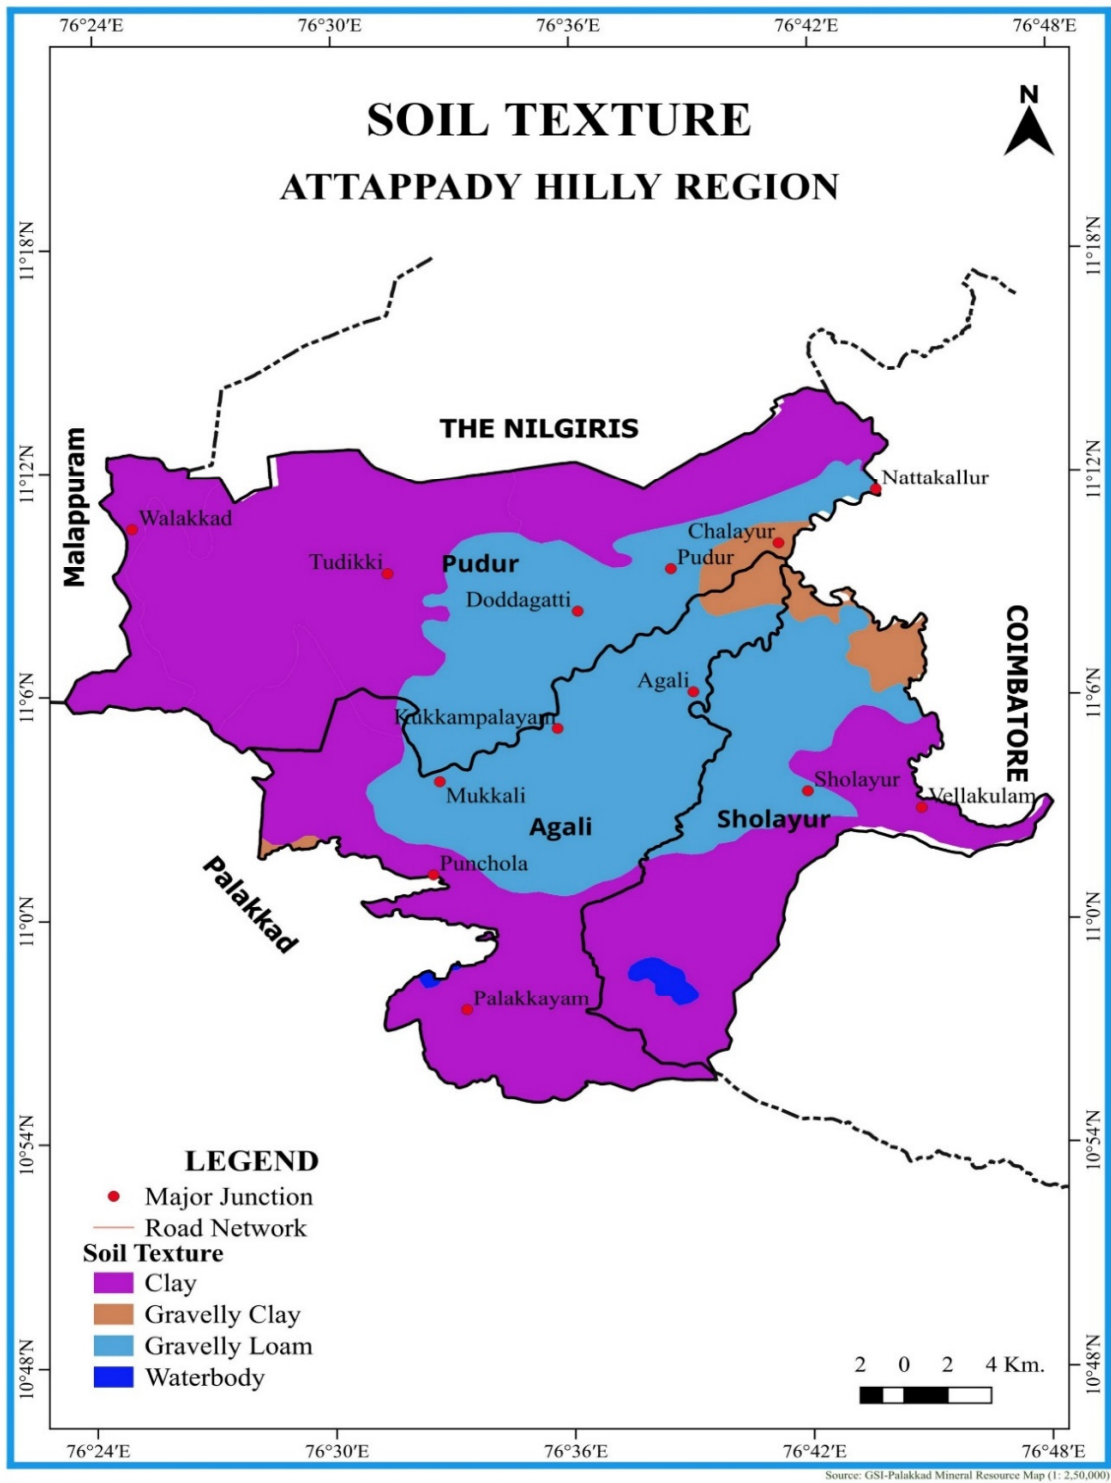 76°24'E 76°30'E 76°36'E 76°42'E 76°48'E
N
SOIL TEXTURE
ATTAPPADY HILLY REGION
11°18'N
11°18'N
THE NILGIRIS
Malappuram
11°12'N
11°12'N
Nattakallur
Walakkad
Chalayur
Tudikki
Pudur
Pudur
Doddagatti
COIMBATORE
Agali
11°6'N
11°6'N
Kukkampalayam
Sholayur
Mukkali
Vellakulam
Agali
Sholayur
Punchola
Palakkad
11°0'N
11°0'N
Palakkayam
10°54'N
10°54'N
LEGEND
Major Junction
Road Network
Soil Texture
Clay
Gravelly Clay
Gravelly Loam
Waterbody
10°48'N
10°48'N
2 0 2 4 Km.
76°24'E 76°30'E 76°36'E 76°42'E 76°48'E
Source: GSI-Palakkad Mineral Resource Map (1: 2,50,000)